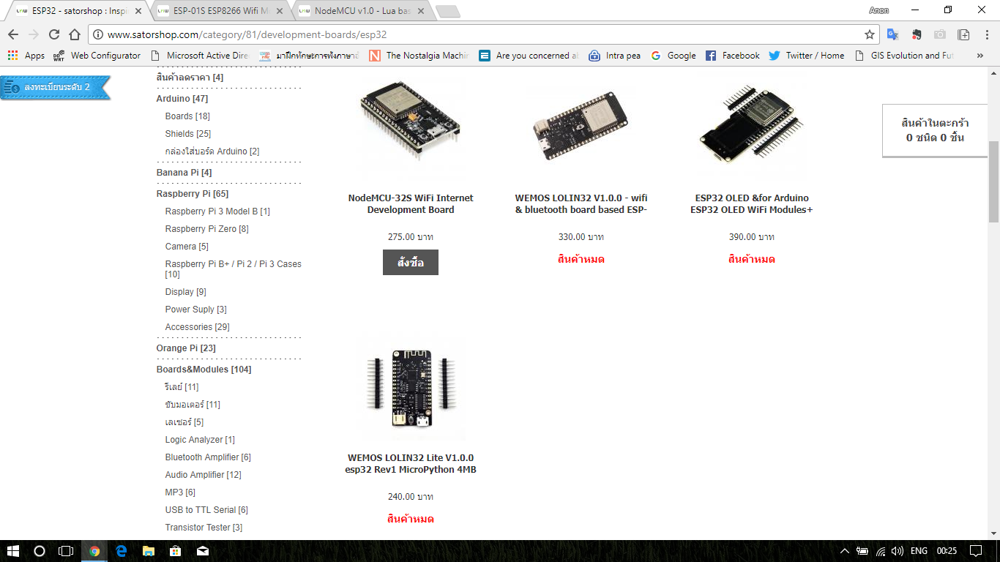 ESP32 - satorshop : Inspi
ESP-01S ESP8266 Wifi M
NodeMCU v1.0 - Lua bas
Anon
www.satorshop.com/category/81/development-boards/esp32
Apps
Web Configurator
Microsoft Active Dire
มาฝึกทักษะการฟังภาษาอั
The Nostalgia Machin
Are you concerned ab
Intra pea
Google
Facebook
Twitter / Home
GIS Evolution and Fut
ลงทะเบียนระดับ 2
สินค้าลดราคา [4]
Arduino [47]
Boards [18]
Shields [25]
กล่องใส่บอร์ด Arduino [2]
Banana Pi [4]
Raspberry Pi [65]
Raspberry Pi 3 Model B [1]
Raspberry Pi Zero [8]
Camera [5]
Raspberry Pi B+ / Pi 2 / Pi 3 Cases
[10]
Display [9]
Power Suply [3]
Accessories [29]
Orange Pi [23]
Boards&Modules [104]
รีเลย์ [11]
ขับมอเตอร์ [11]
เลเซอร์ [5]
Logic Analyzer [1]
Bluetooth Amplifier [6]
Audio Amplifier [12]
MP3 [6]
USB to TTL Serial [6]
Transistor Tester [3]
NodeMCU-32S WiFi Internet
Development Board
275.00 บาท
สั่งซื้อ
WEMOS LOLIN32 V1.0.0 - wifi
& bluetooth board based ESP-
330.00 บาท
สินค้าหมด
ESP32 OLED &for Arduino
ESP32 OLED WiFi Modules+
390.00 บาท
สินค้าหมด
WEMOS LOLIN32 Lite V1.0.0
esp32 Rev1 MicroPython 4MB
240.00 บาท
สินค้าหมด
สินค้าในตะกร้า
0 ชนิด 0 ชิ้น
ENG
00:25